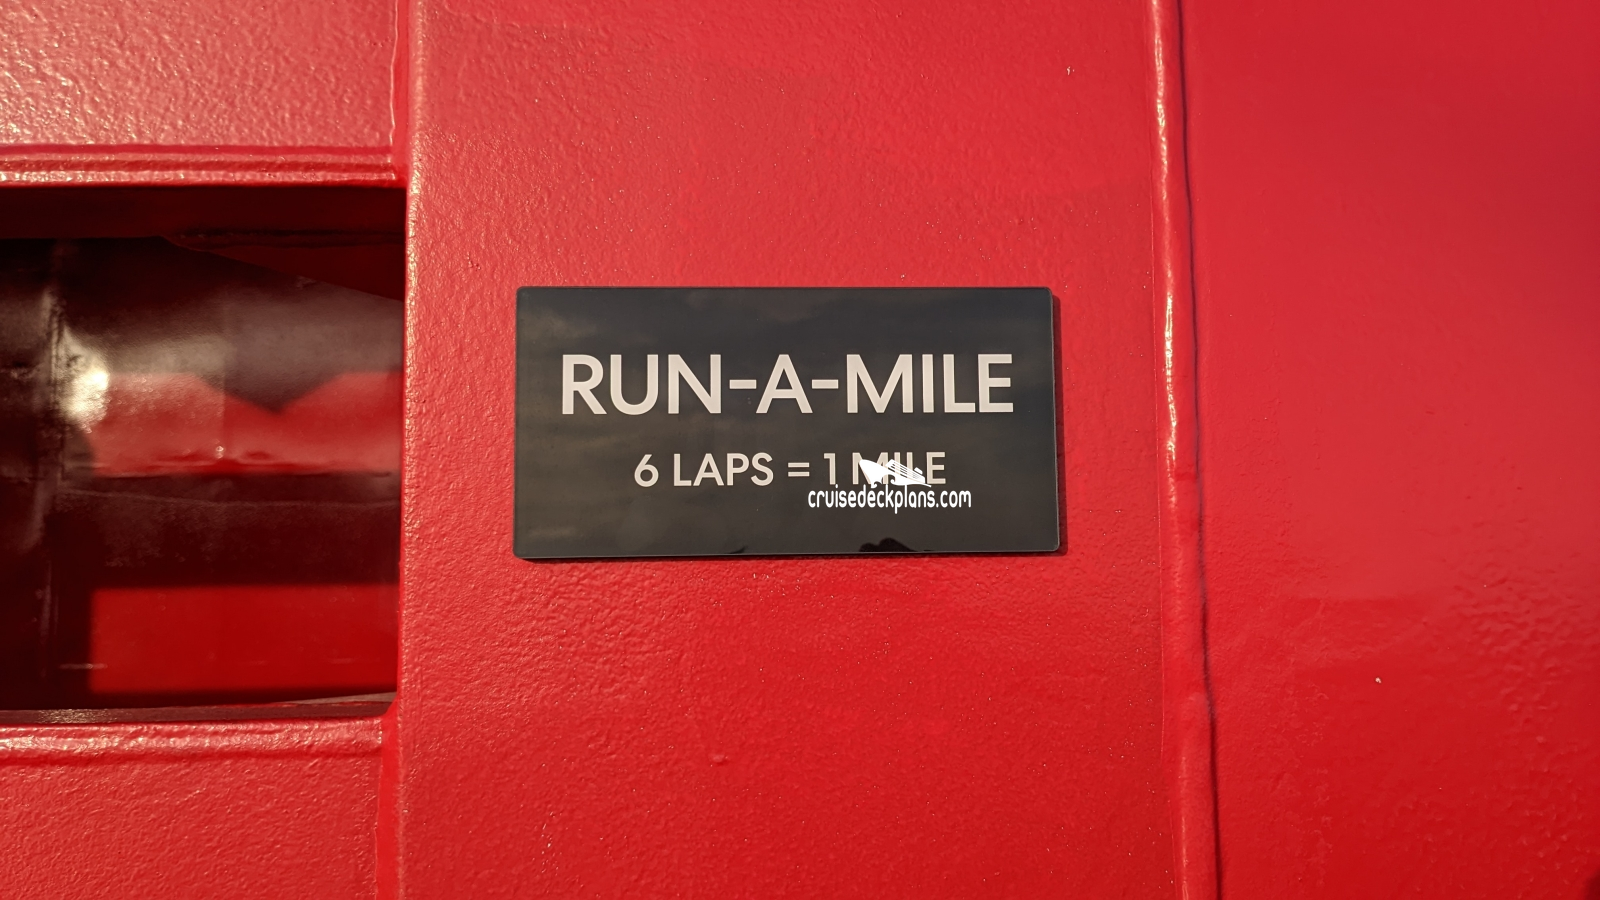 RUN-A-MILE
6 LAPS = 1 MILE
cruisedeckplans.com